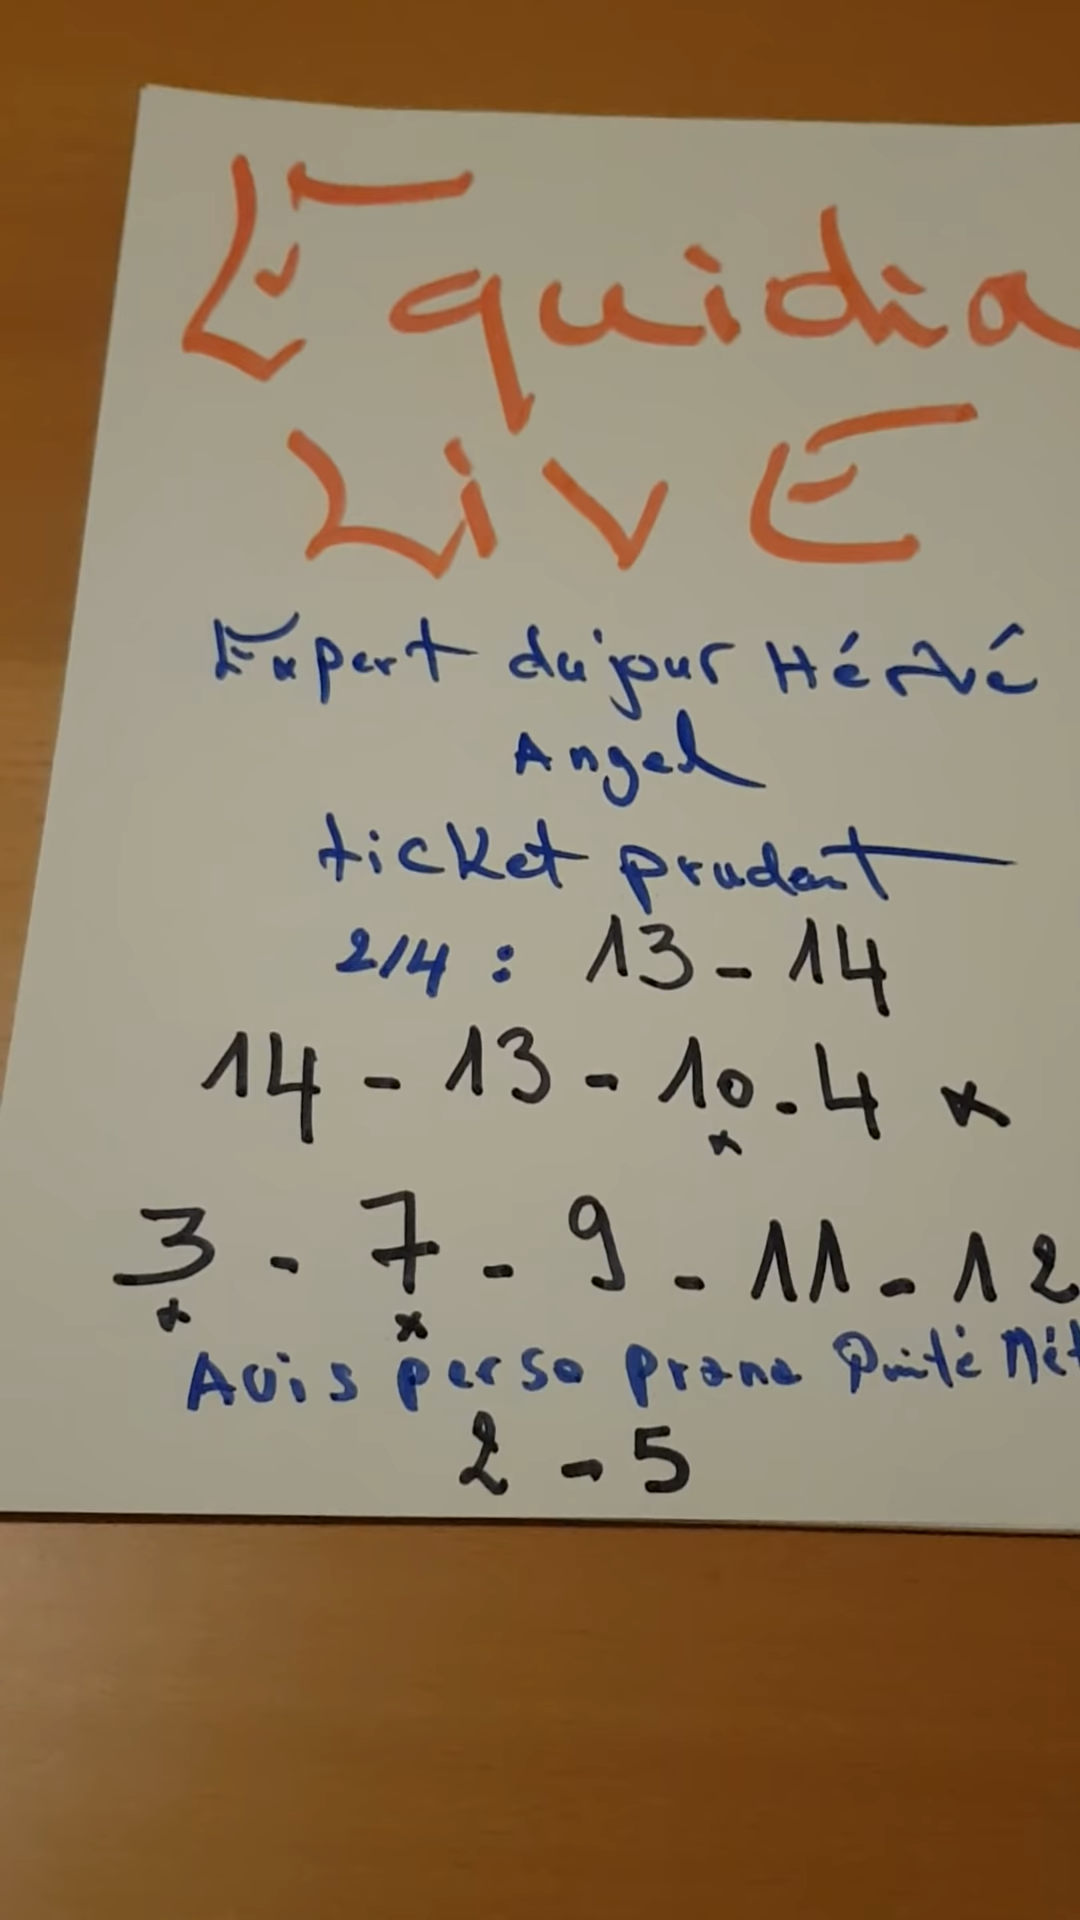 Equidia
LiVE
Expert du jour Hérvé
Angel
ticket prudent
2/4 : 13 - 14
14 - 13 - 10 - 4 x
x
3 - 7 - 9 - 11 - 12
x x
Avis perso prono
2 - 5